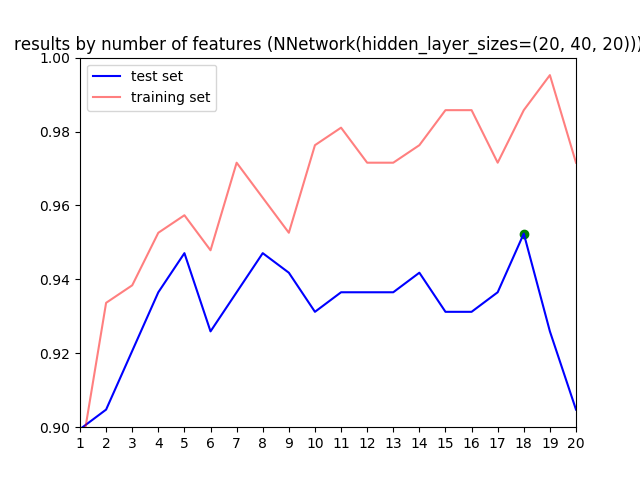 results by number of features (NNetwork(hidden_layer_sizes=(20, 40, 20)))
test set
training set
1.00
0.98
0.96
0.94
0.92
0.90
1 2 3 4 5 6 7 8 9 10 11 12 13 14 15 16 17 18 19 20